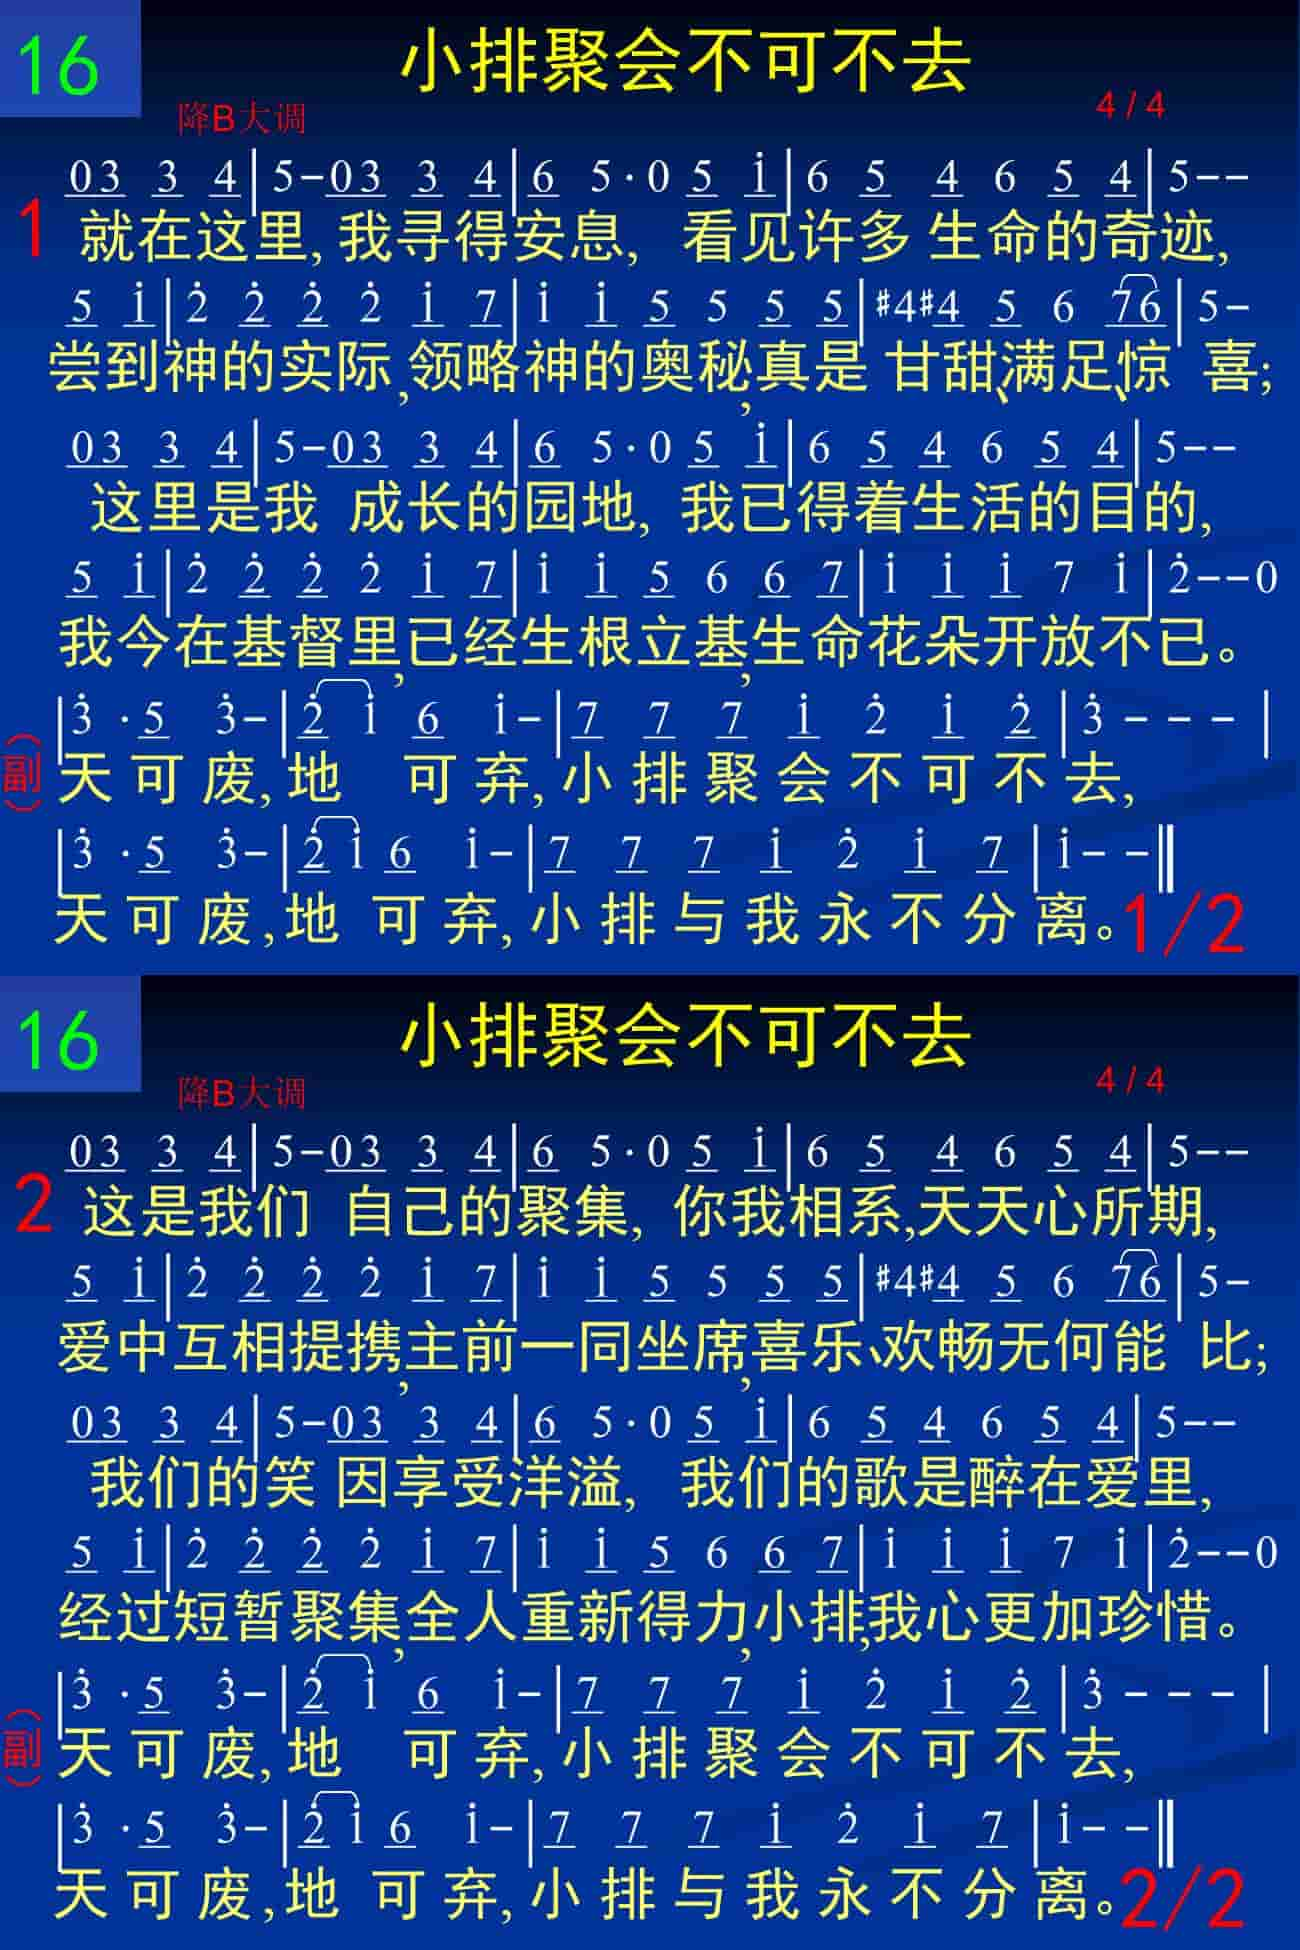 16
小排聚会不可不去
降B大调
4 / 4
03 3 4|5-03 3 4|6 5·0 5 i|6 5 4 6 5 4|5--
1
就在这里,我寻得安息, 看见许多 生命的奇迹,
5 i|2̇ 2̇ 2̇ 2̇ i 7|i i 5 5 5 5|#4#4 5 6 76|5-
尝到神的实际,领略神的奥秘,真是 甘甜、满足、惊 喜;
03 3 4|5-03 3 4|6 5·0 5 i|6 5 4 6 5 4|5--
这里是我 成长的园地, 我已得着生活的目的,
5 i|2̇ 2̇ 2̇ 2̇ i 7|i i 5 6 6 7|i i i 7 i|2̇--0
我今在基督里,已经生根立基,生命花朵开放不已。
(副)
|3̇ ·5 3̇-|2̇ i 6 i-|7 7 7 i 2̇ i 2̇|3̇ - - -|
天可废,地 可弃,小排聚会不可不去,
|3̇ ·5 3̇-|2̇ i 6 i-|7 7 7 i 2̇ i 7|i- -‖
天可废,地 可弃,小排与我永不分离。
1/2
16
小排聚会不可不去
降B大调
4 / 4
03 3 4|5-03 3 4|6 5·0 5 i|6 5 4 6 5 4|5--
2
这是我们 自己的聚集, 你我相系,天天心所期,
5 i|2̇ 2̇ 2̇ 2̇ i 7|i i 5 5 5 5|#4#4 5 6 76|5-
爱中互相提携,主前一同坐席,喜乐、欢畅无何能 比;
03 3 4|5-03 3 4|6 5·0 5 i|6 5 4 6 5 4|5--
我们的笑 因享受洋溢, 我们的歌是醉在爱里,
5 i|2̇ 2̇ 2̇ 2̇ i 7|i i 5 6 6 7|i i i 7 i|2̇--0
经过短暂聚集,全人重新得力,小排,我心更加珍惜。
(副)
|3̇ ·5 3̇-|2̇ i 6 i-|7 7 7 i 2̇ i 2̇|3̇ - - -|
天可废,地 可弃,小排聚会不可不去,
|3̇ ·5 3̇-|2̇ i 6 i-|7 7 7 i 2̇ i 7|i- -‖
天可废,地 可弃,小排与我永不分离。
2/2